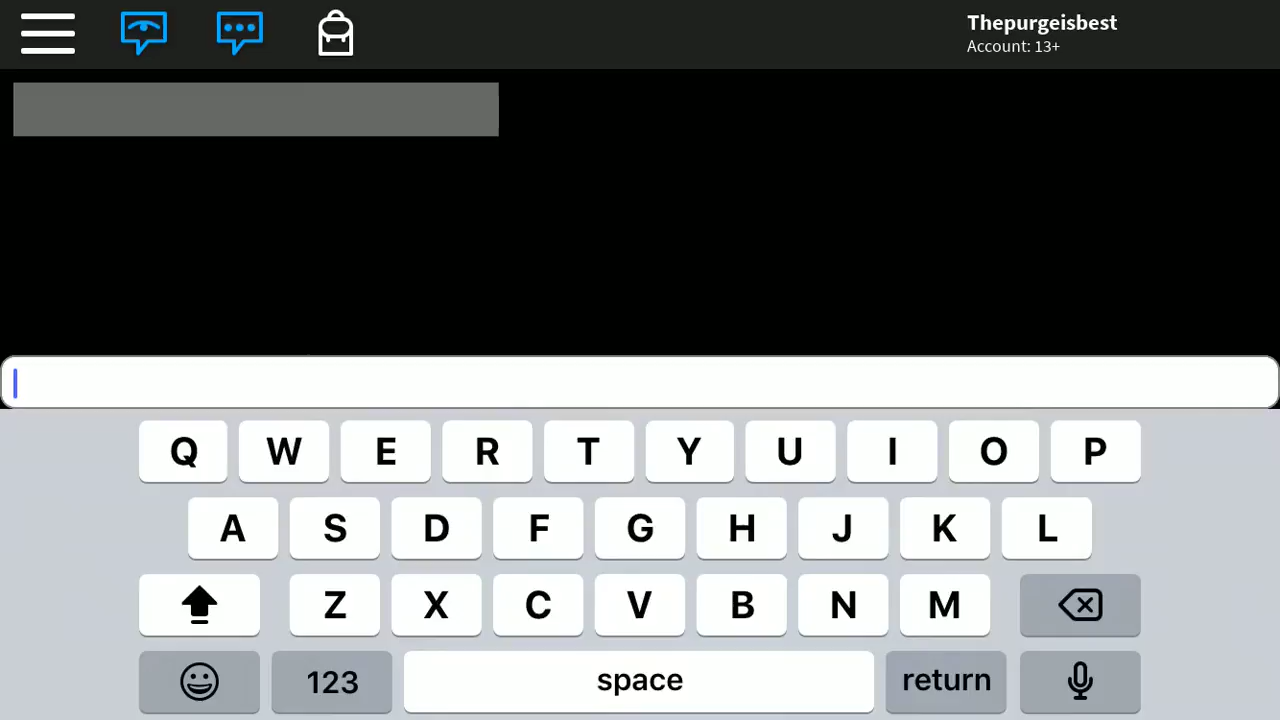 Thepurgeisbest
Account: 13+
Q W E R T Y U I O P
A S D F G H J K L
Z X C V B N M
123 space return